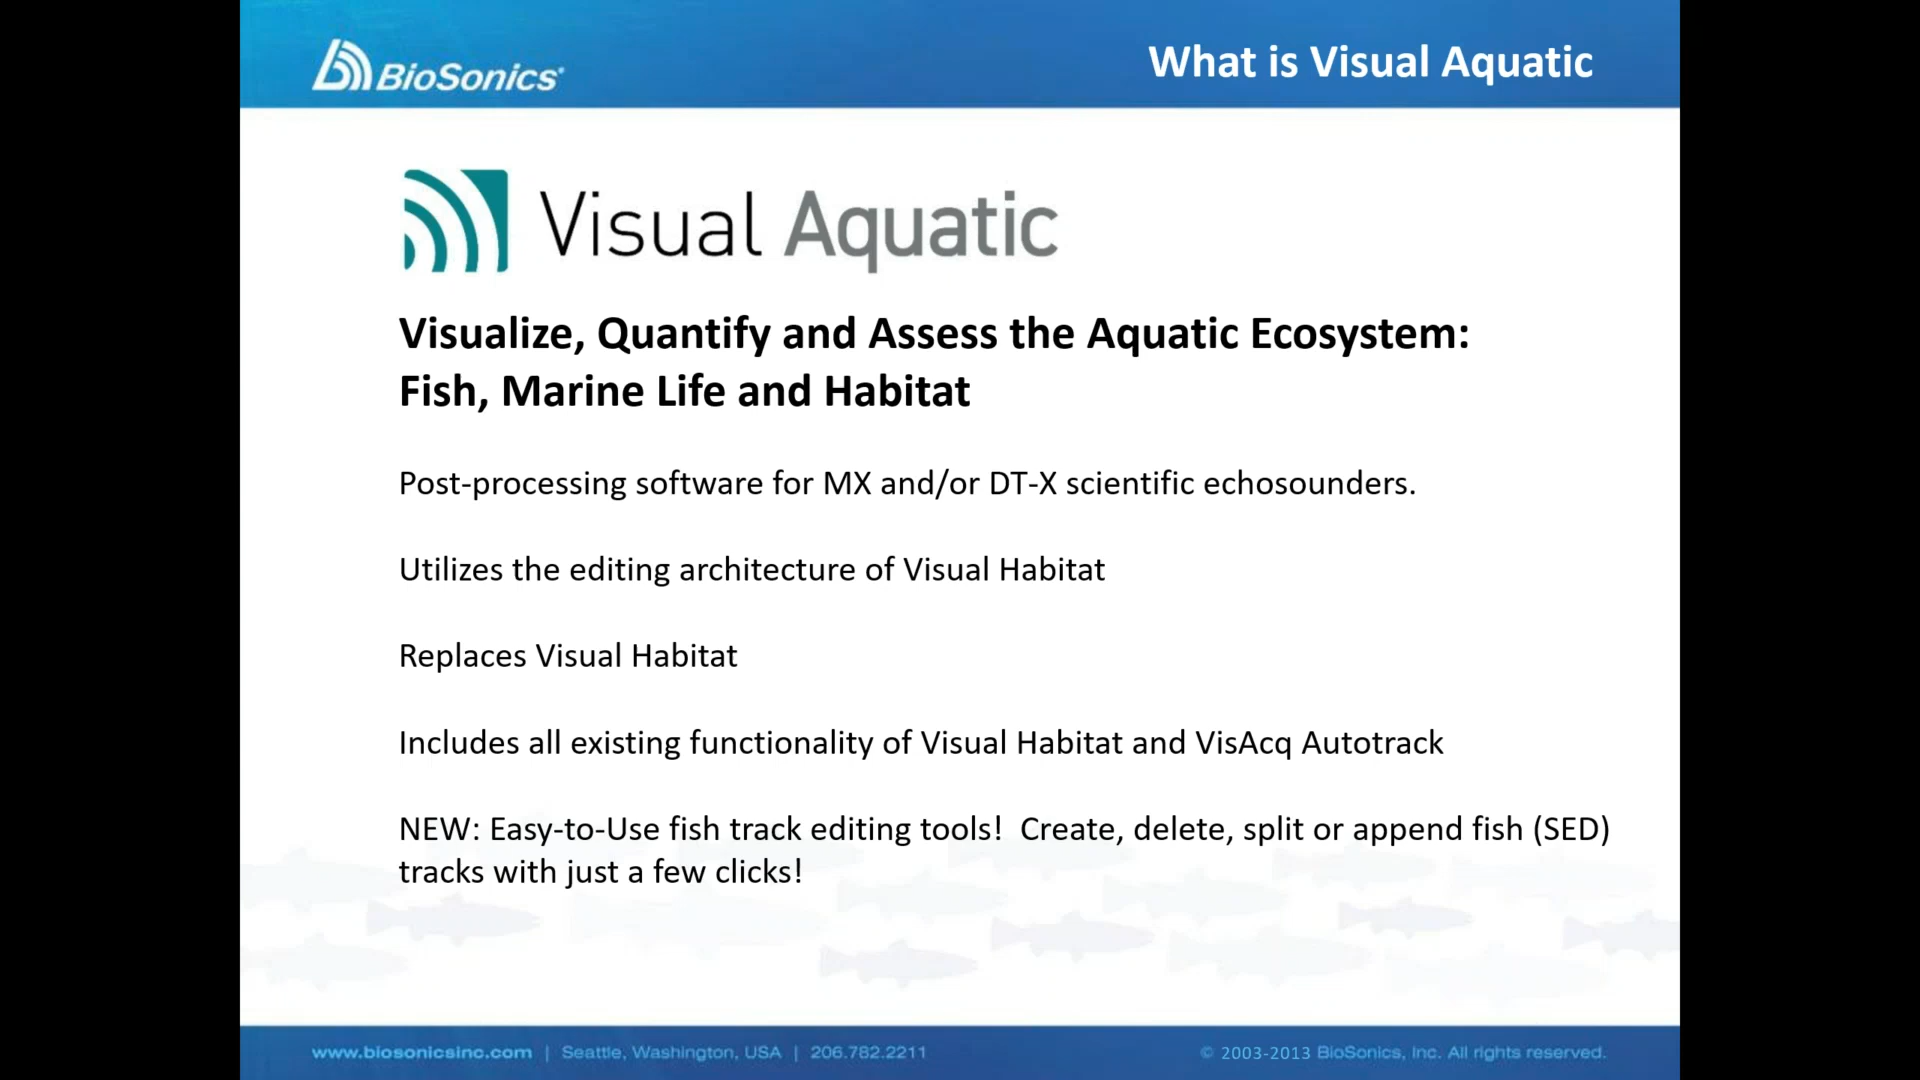 BioSonics®
What is Visual Aquatic
Visual Aquatic
Visualize, Quantify and Assess the Aquatic Ecosystem:
Fish, Marine Life and Habitat
Post-processing software for MX and/or DT-X scientific echosounders.
Utilizes the editing architecture of Visual Habitat
Replaces Visual Habitat
Includes all existing functionality of Visual Habitat and VisAcq Autotrack
NEW: Easy-to-Use fish track editing tools!  Create, delete, split or append fish (SED)
tracks with just a few clicks!
www.biosonicsinc.com | Seattle, Washington, USA | 206.782.2211
© 2003-2013 BioSonics, Inc. All rights reserved.